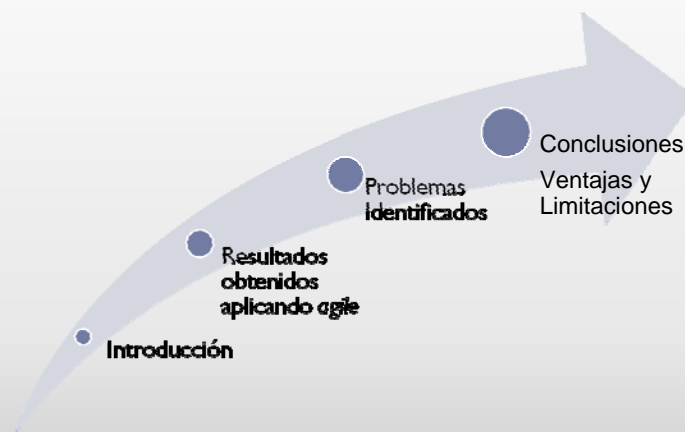 Conclusiones
Ventajas y
Limitaciones
Problemas
identificados
Resultados
obtenidos
aplicando agile
Introducción